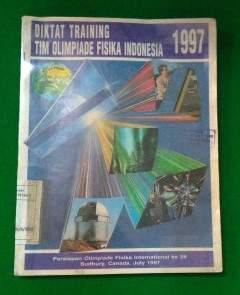 DIKTAT TRAINING
TIM OLIMPIADE FISIKA INDONESIA
1997
Persiapan Olimpiade Fisika International ke 28
Sudbury, Canada, July 1997